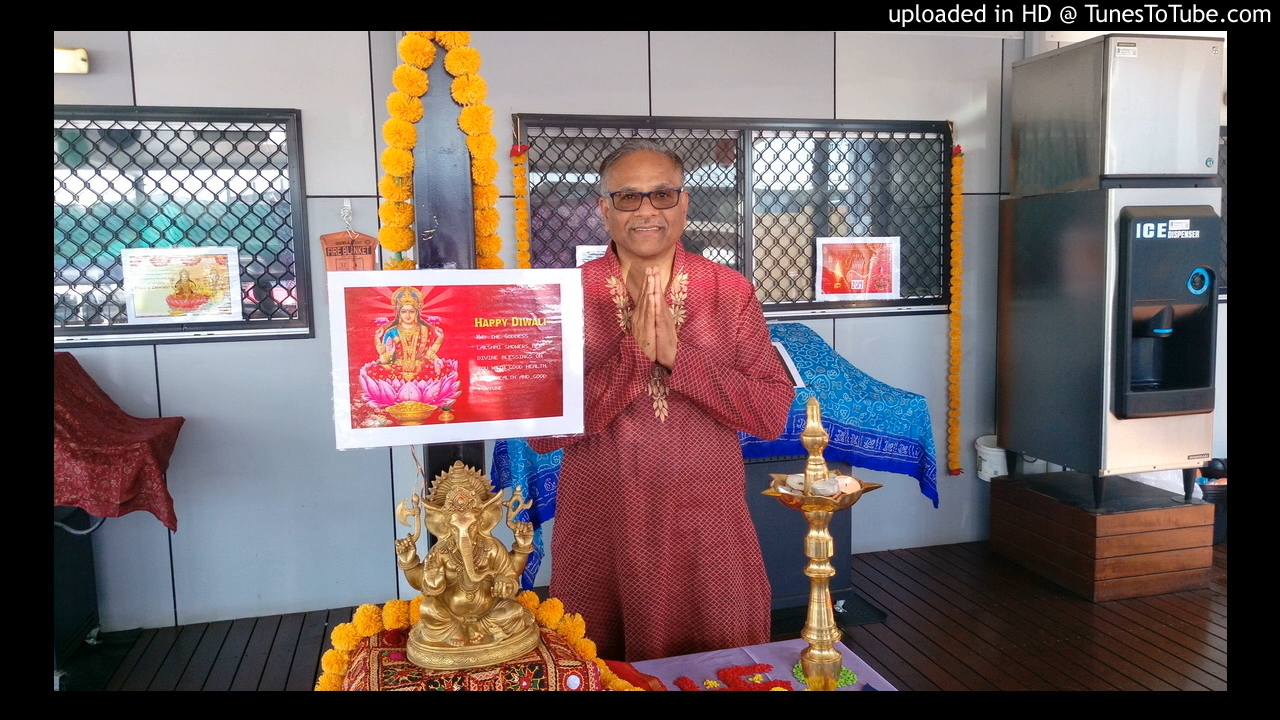 uploaded in HD @ TunesToTube.com
FIRE BLANKET
ICE
DISPENSER
HAPPY DIWALI
MAY THE GODDESS
LAKSHMI SHOWERS HER
DIVINE BLESSINGS ON
YOU WITH GOOD HEALTH,
WEALTH AND GOOD
FORTUNE